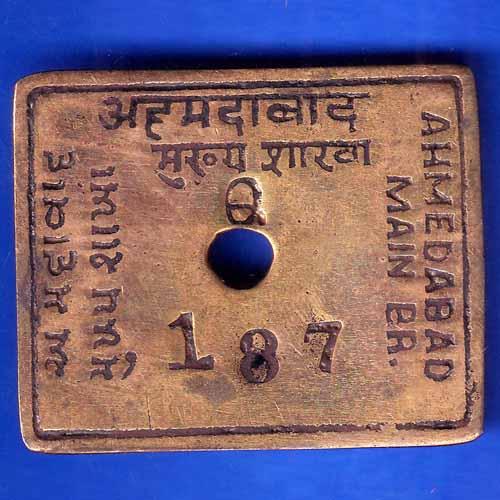 अहमदाबाद
मुख्य शाखा
અમદાવાદ
મુખ્ય શાખા
AHMEDABAD
MAIN BR.
Q
187